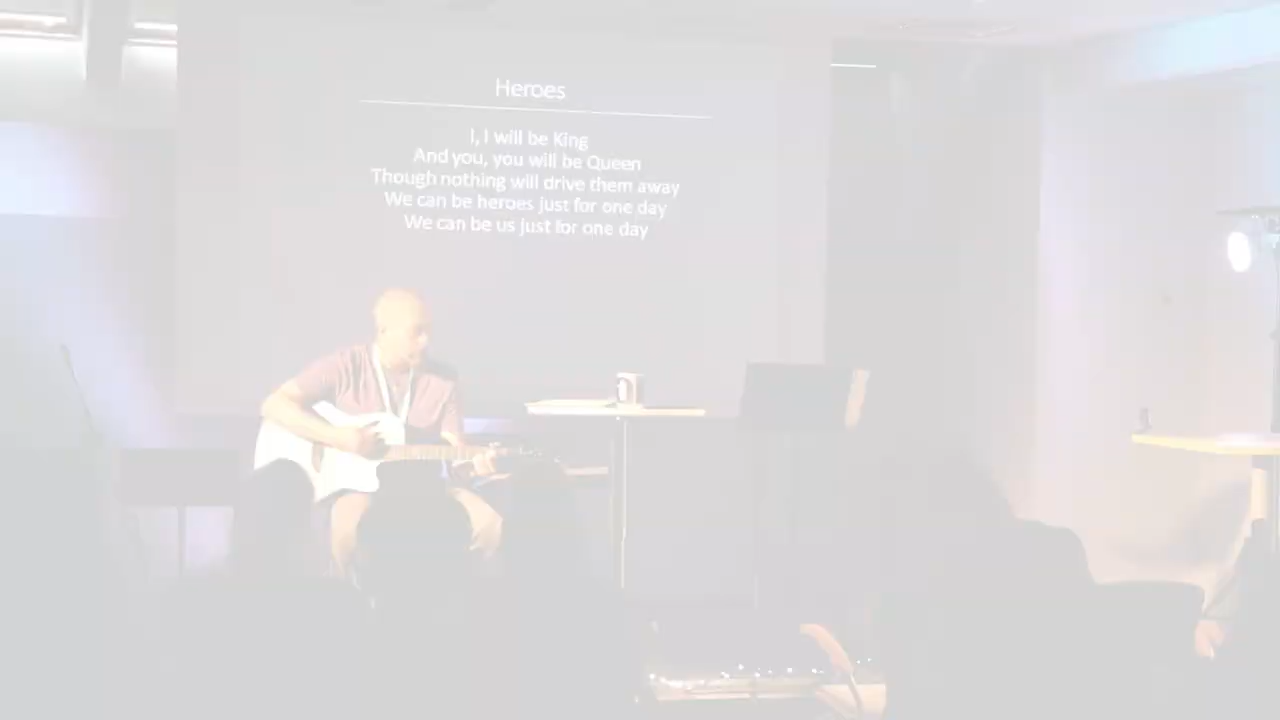 Heroes
I, I will be King
And you, you will be Queen
Though nothing will drive them away
We can be heroes just for one day
We can be us just for one day